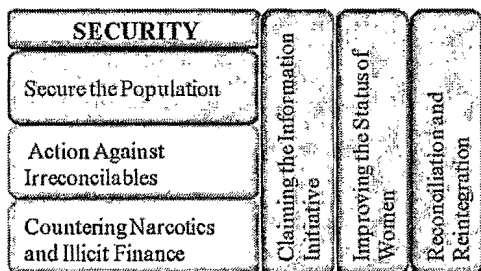 SECURITY
Secure the Population
Action Against
Irreconcilables
Countering Narcotics
and Illicit Finance
Claiming the Information
Initiative
Improving the Status of
Women
Reconciliation and
Reintegration